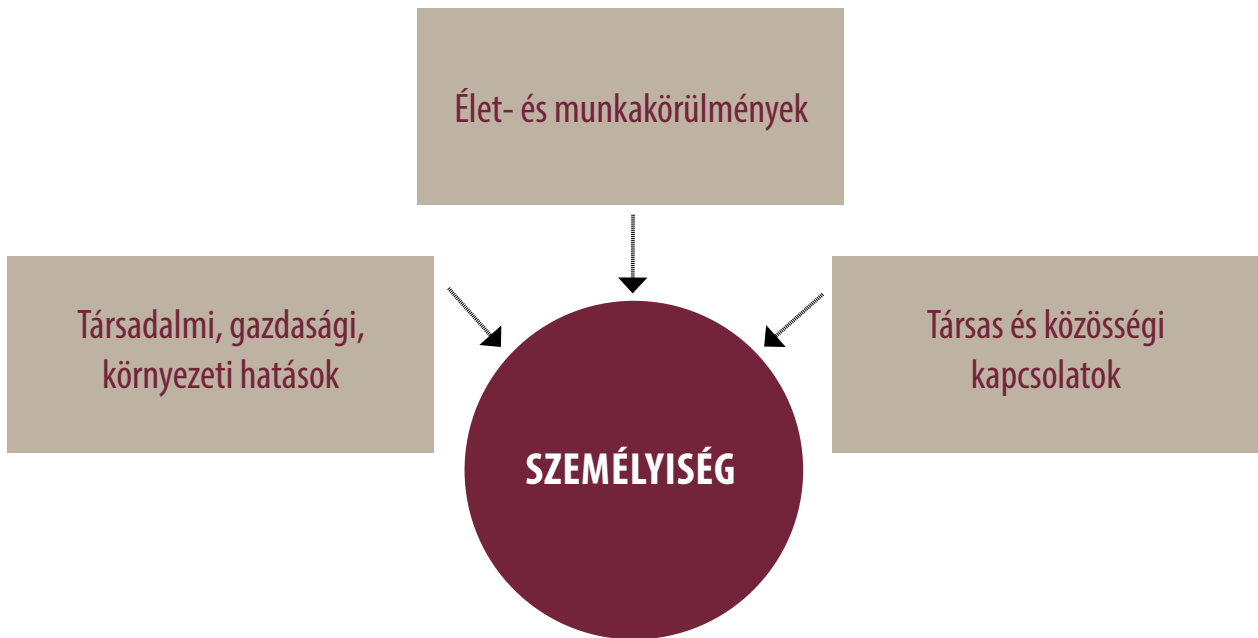 Élet- és munkakörülmények
Társadalmi, gazdasági,
környezeti hatások
Társas és közösségi
kapcsolatok
SZEMÉLYISÉG